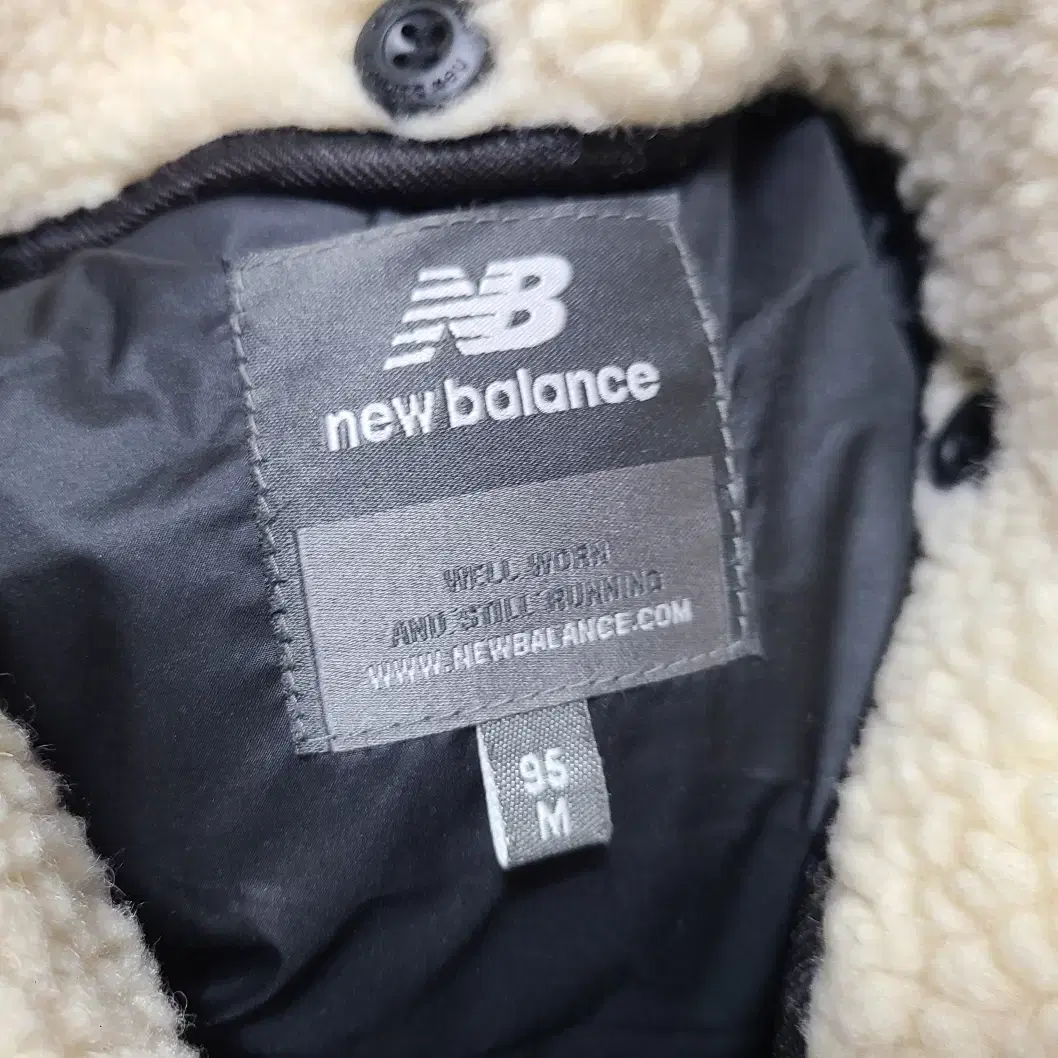 NB
new balance
WELL WORN
AND STILL RUNNING
WWW.NEWBALANCE.COM
95
M